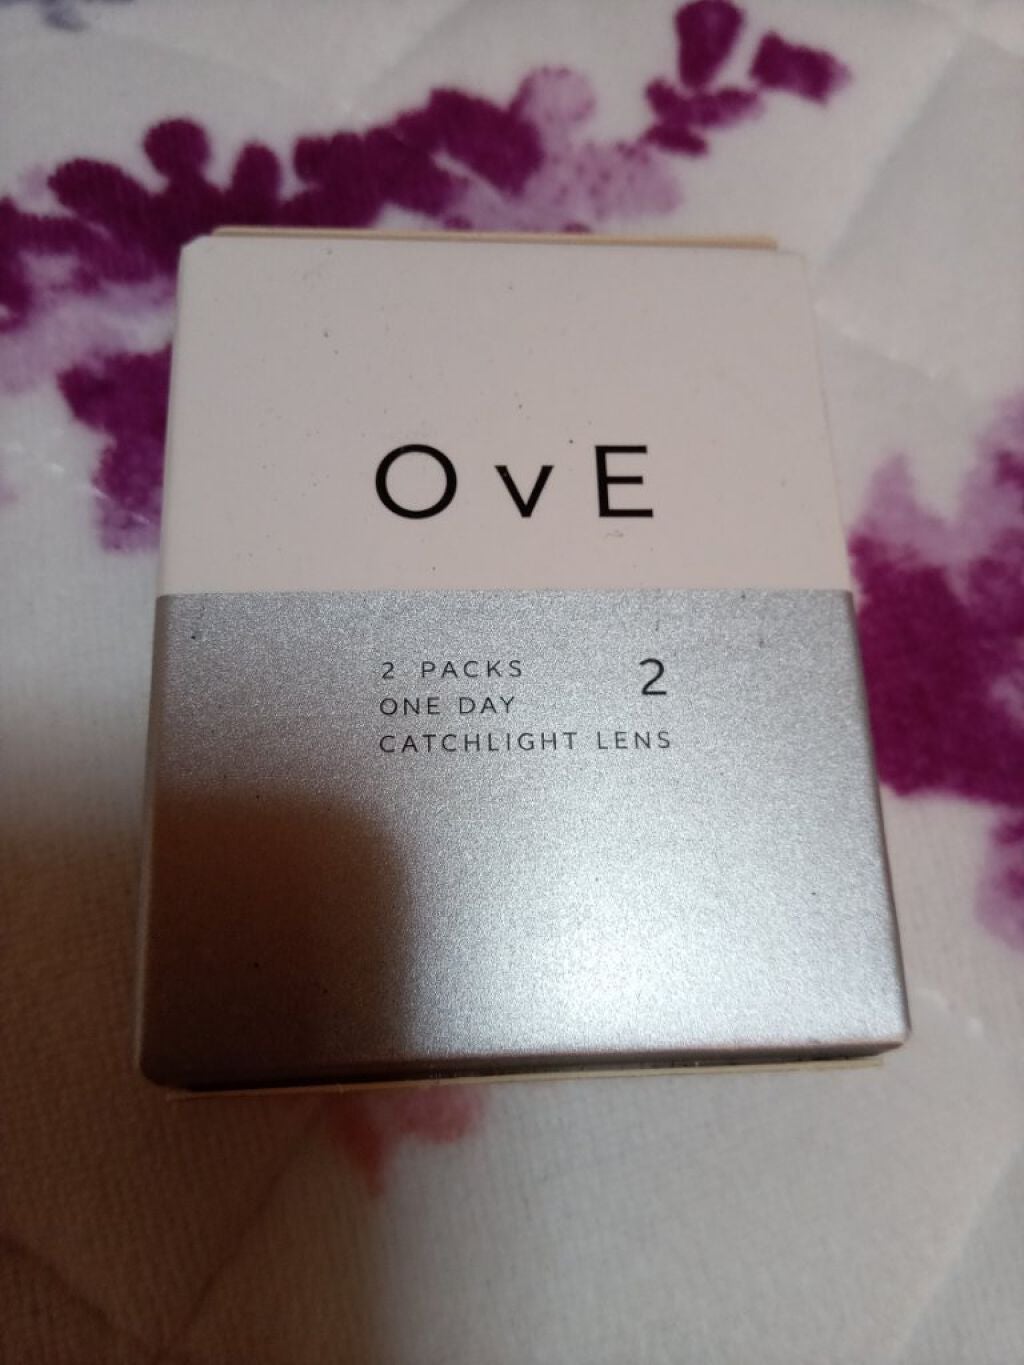 OvE
2 PACKS 2
ONE DAY
CATCHLIGHT LENS